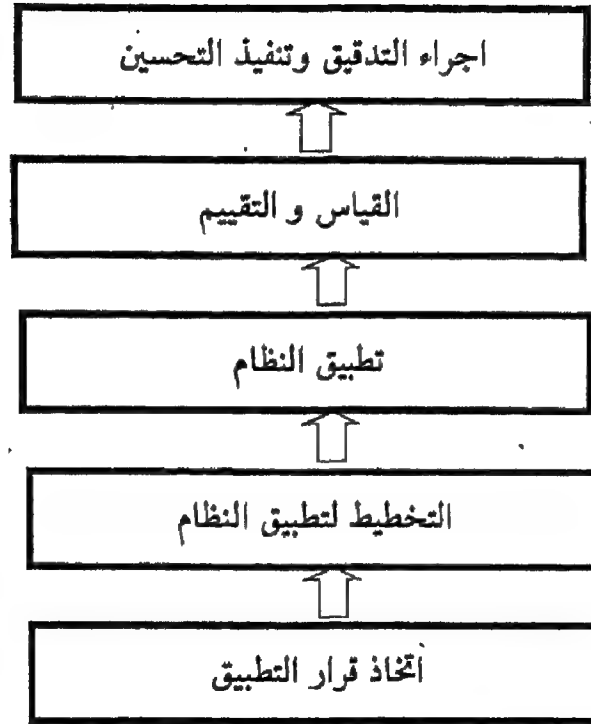 اجراء التدقيق وتنفيذ التحسين
القياس و التقييم
تطبيق النظام
التخطيط لتطبيق النظام
اتخاذ قرار التطبيق